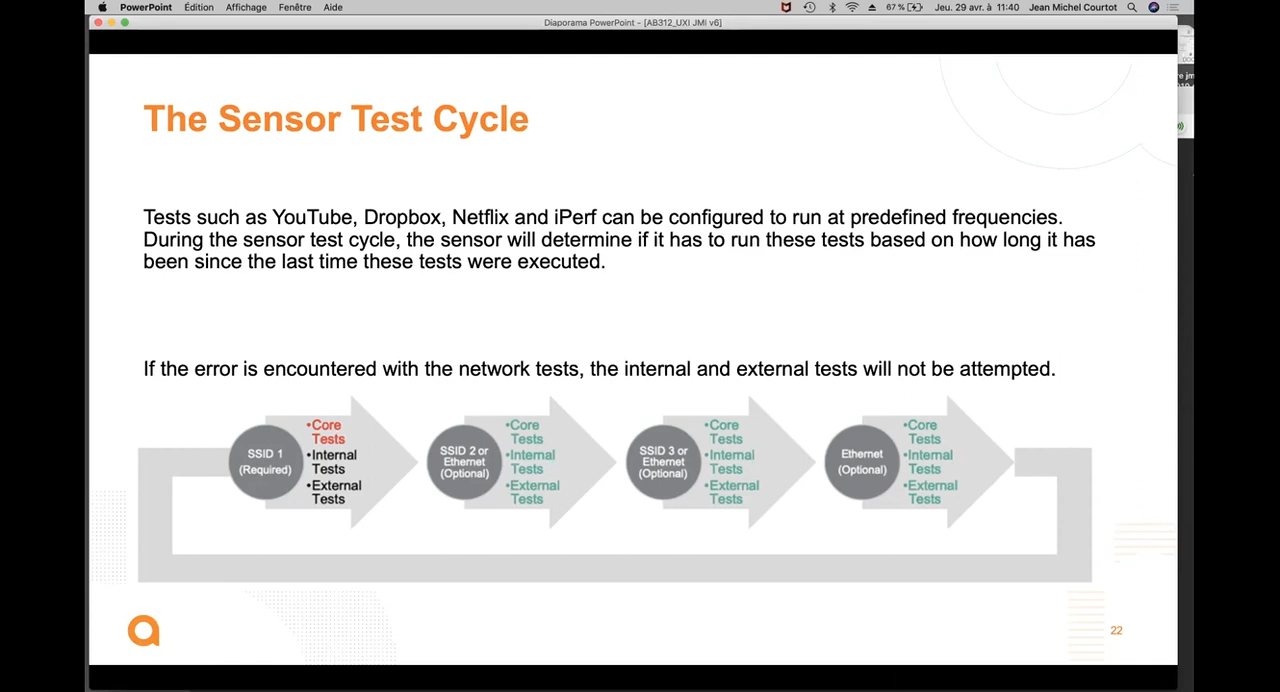 PowerPoint Édition Affichage Fenêtre Aide 67 % Jeu. 29 avr. à 11:40 Jean Michel Courtot
Diaporama PowerPoint - [AB312_UXI JMi v6]
The Sensor Test Cycle
Tests such as YouTube, Dropbox, Netflix and iPerf can be configured to run at predefined frequencies.
During the sensor test cycle, the sensor will determine if it has to run these tests based on how long it has
been since the last time these tests were executed.
If the error is encountered with the network tests, the internal and external tests will not be attempted.
SSID 1
(Required)
•Core
Tests
•Internal
Tests
•External
Tests
SSID 2 or
Ethernet
(Optional)
•Core
Tests
•Internal
Tests
•External
Tests
SSID 3 or
Ethernet
(Optional)
•Core
Tests
•Internal
Tests
•External
Tests
Ethernet
(Optional)
•Core
Tests
•Internal
Tests
•External
Tests
22